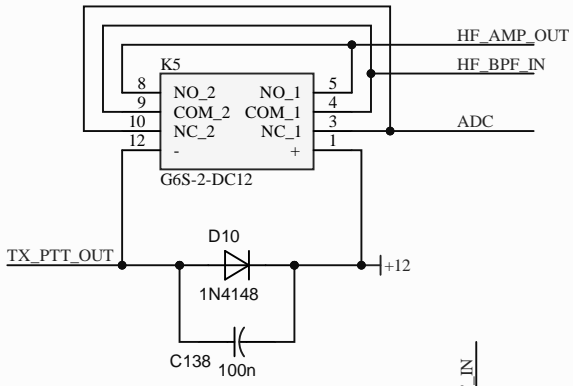 HF_AMP_OUT
K5
HF_BPF_IN
8 NO_2 NO_1 5
9 COM_2 COM_1 4
10 NC_2 NC_1 3
ADC
12 - + 1
G6S-2-DC12
D10
TX_PTT_OUT
+12
1N4148
C138 100n